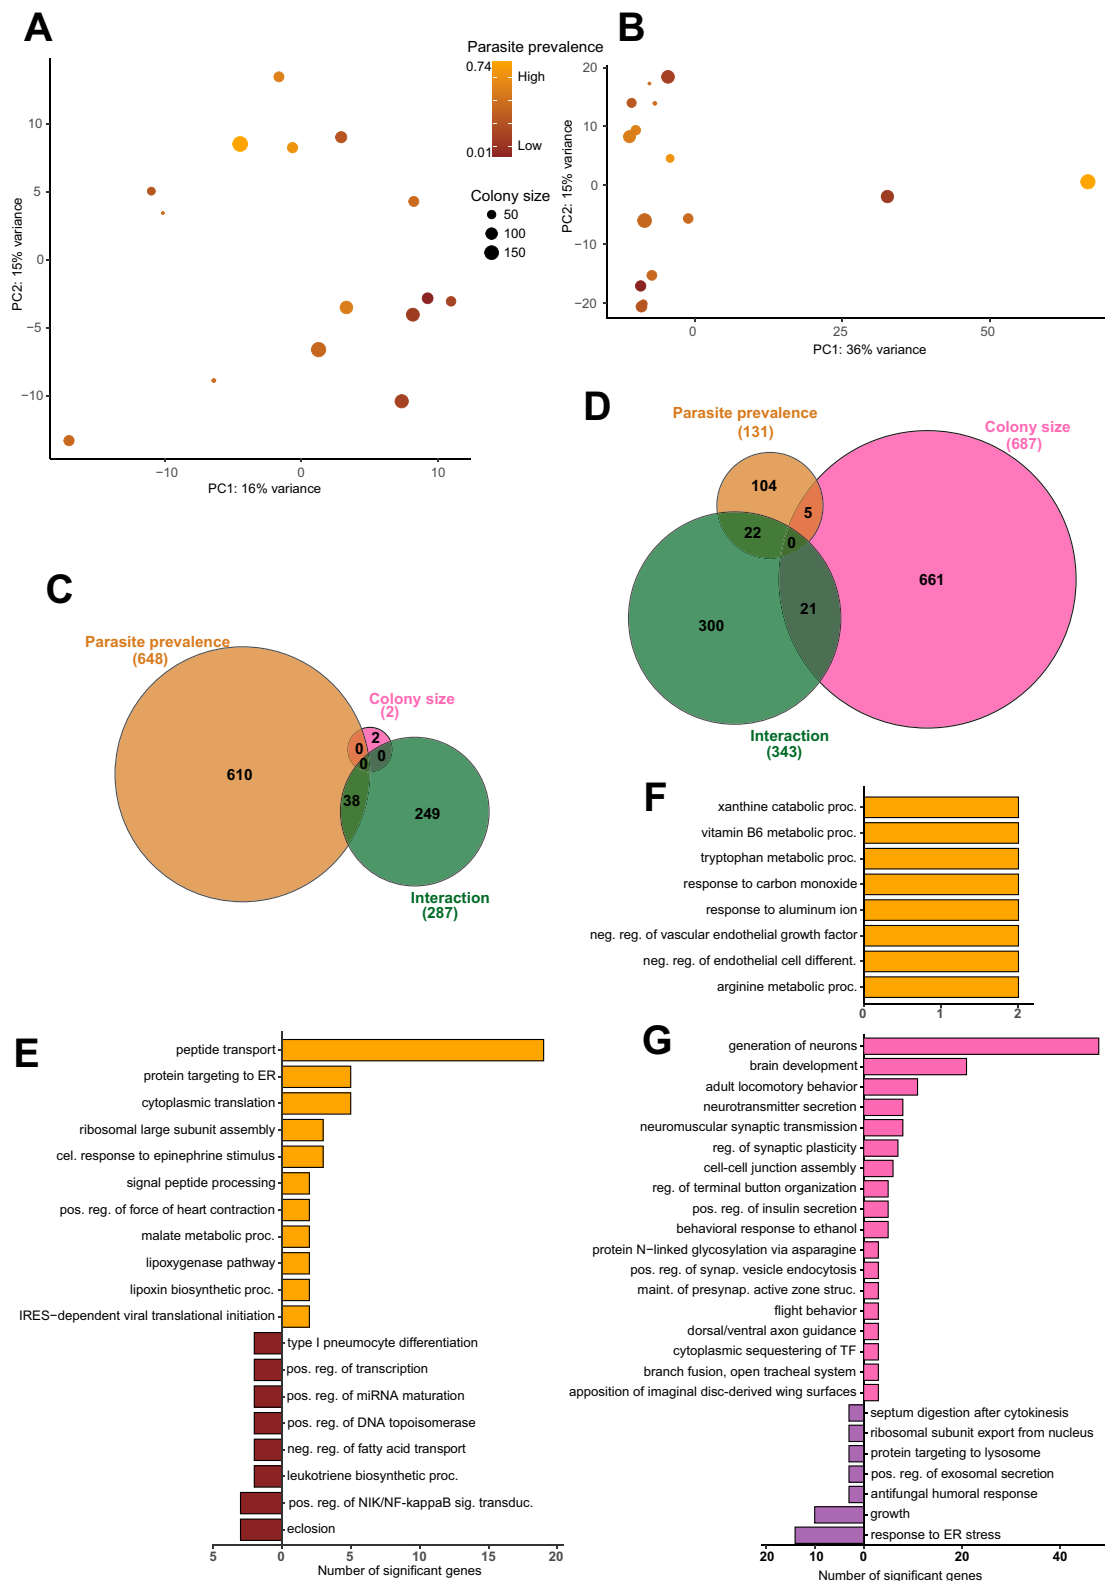 A
10
5
0
−5
−10
PC2: 15% variance
−10
0
10
PC1: 16% variance
Parasite prevalence
0.74
High
Low
0.01
Colony size
50
100
150
B
20
10
0
−10
−20
PC2: 15% variance
0
25
50
PC1: 36% variance
C
Parasite prevalence
(648)
Colony size
(2)
2
0
0
0
610
38
249
Interaction
(287)
D
Parasite prevalence
(131)
Colony size
(687)
104
5
22
0
661
21
300
Interaction
(343)
E
peptide transport
protein targeting to ER
cytoplasmic translation
ribosomal large subunit assembly
cel. response to epinephrine stimulus
signal peptide processing
pos. reg. of force of heart contraction
malate metabolic proc.
lipoxygenase pathway
lipoxin biosynthetic proc.
IRES−dependent viral translational initiation
type I pneumocyte differentiation
pos. reg. of transcription
pos. reg. of miRNA maturation
pos. reg. of DNA topoisomerase
neg. reg. of fatty acid transport
leukotriene biosynthetic proc.
pos. reg. of NIK/NF-kappaB sig. transduc.
eclosion
5
0
5
10
15
20
Number of significant genes
F
xanthine catabolic proc.
vitamin B6 metabolic proc.
tryptophan metabolic proc.
response to carbon monoxide
response to aluminum ion
neg. reg. of vascular endothelial growth factor
neg. reg. of endothelial cell different.
arginine metabolic proc.
0
1
2
G
generation of neurons
brain development
adult locomotory behavior
neurotransmitter secretion
neuromuscular synaptic transmission
reg. of synaptic plasticity
cell-cell junction assembly
reg. of terminal button organization
pos. reg. of insulin secretion
behavioral response to ethanol
protein N−linked glycosylation via asparagine
pos. reg. of synap. vesicle endocytosis
maint. of presynap. active zone struc.
flight behavior
dorsal/ventral axon guidance
cytoplasmic sequestering of TF
branch fusion, open tracheal system
apposition of imaginal disc-derived wing surfaces
septum digestion after cytokinesis
ribosomal subunit export from nucleus
protein targeting to lysosome
pos. reg. of exosomal secretion
antifungal humoral response
growth
response to ER stress
20
10
0
20
40
Number of significant genes